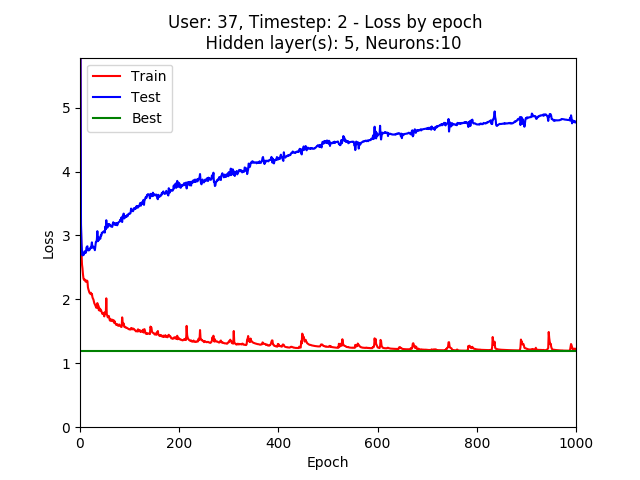 User: 37, Timestep: 2 - Loss by epoch
Hidden layer(s): 5, Neurons:10
Train
Test
Best
5
4
3
2
1
0
Loss
0 200 400 600 800 1000
Epoch